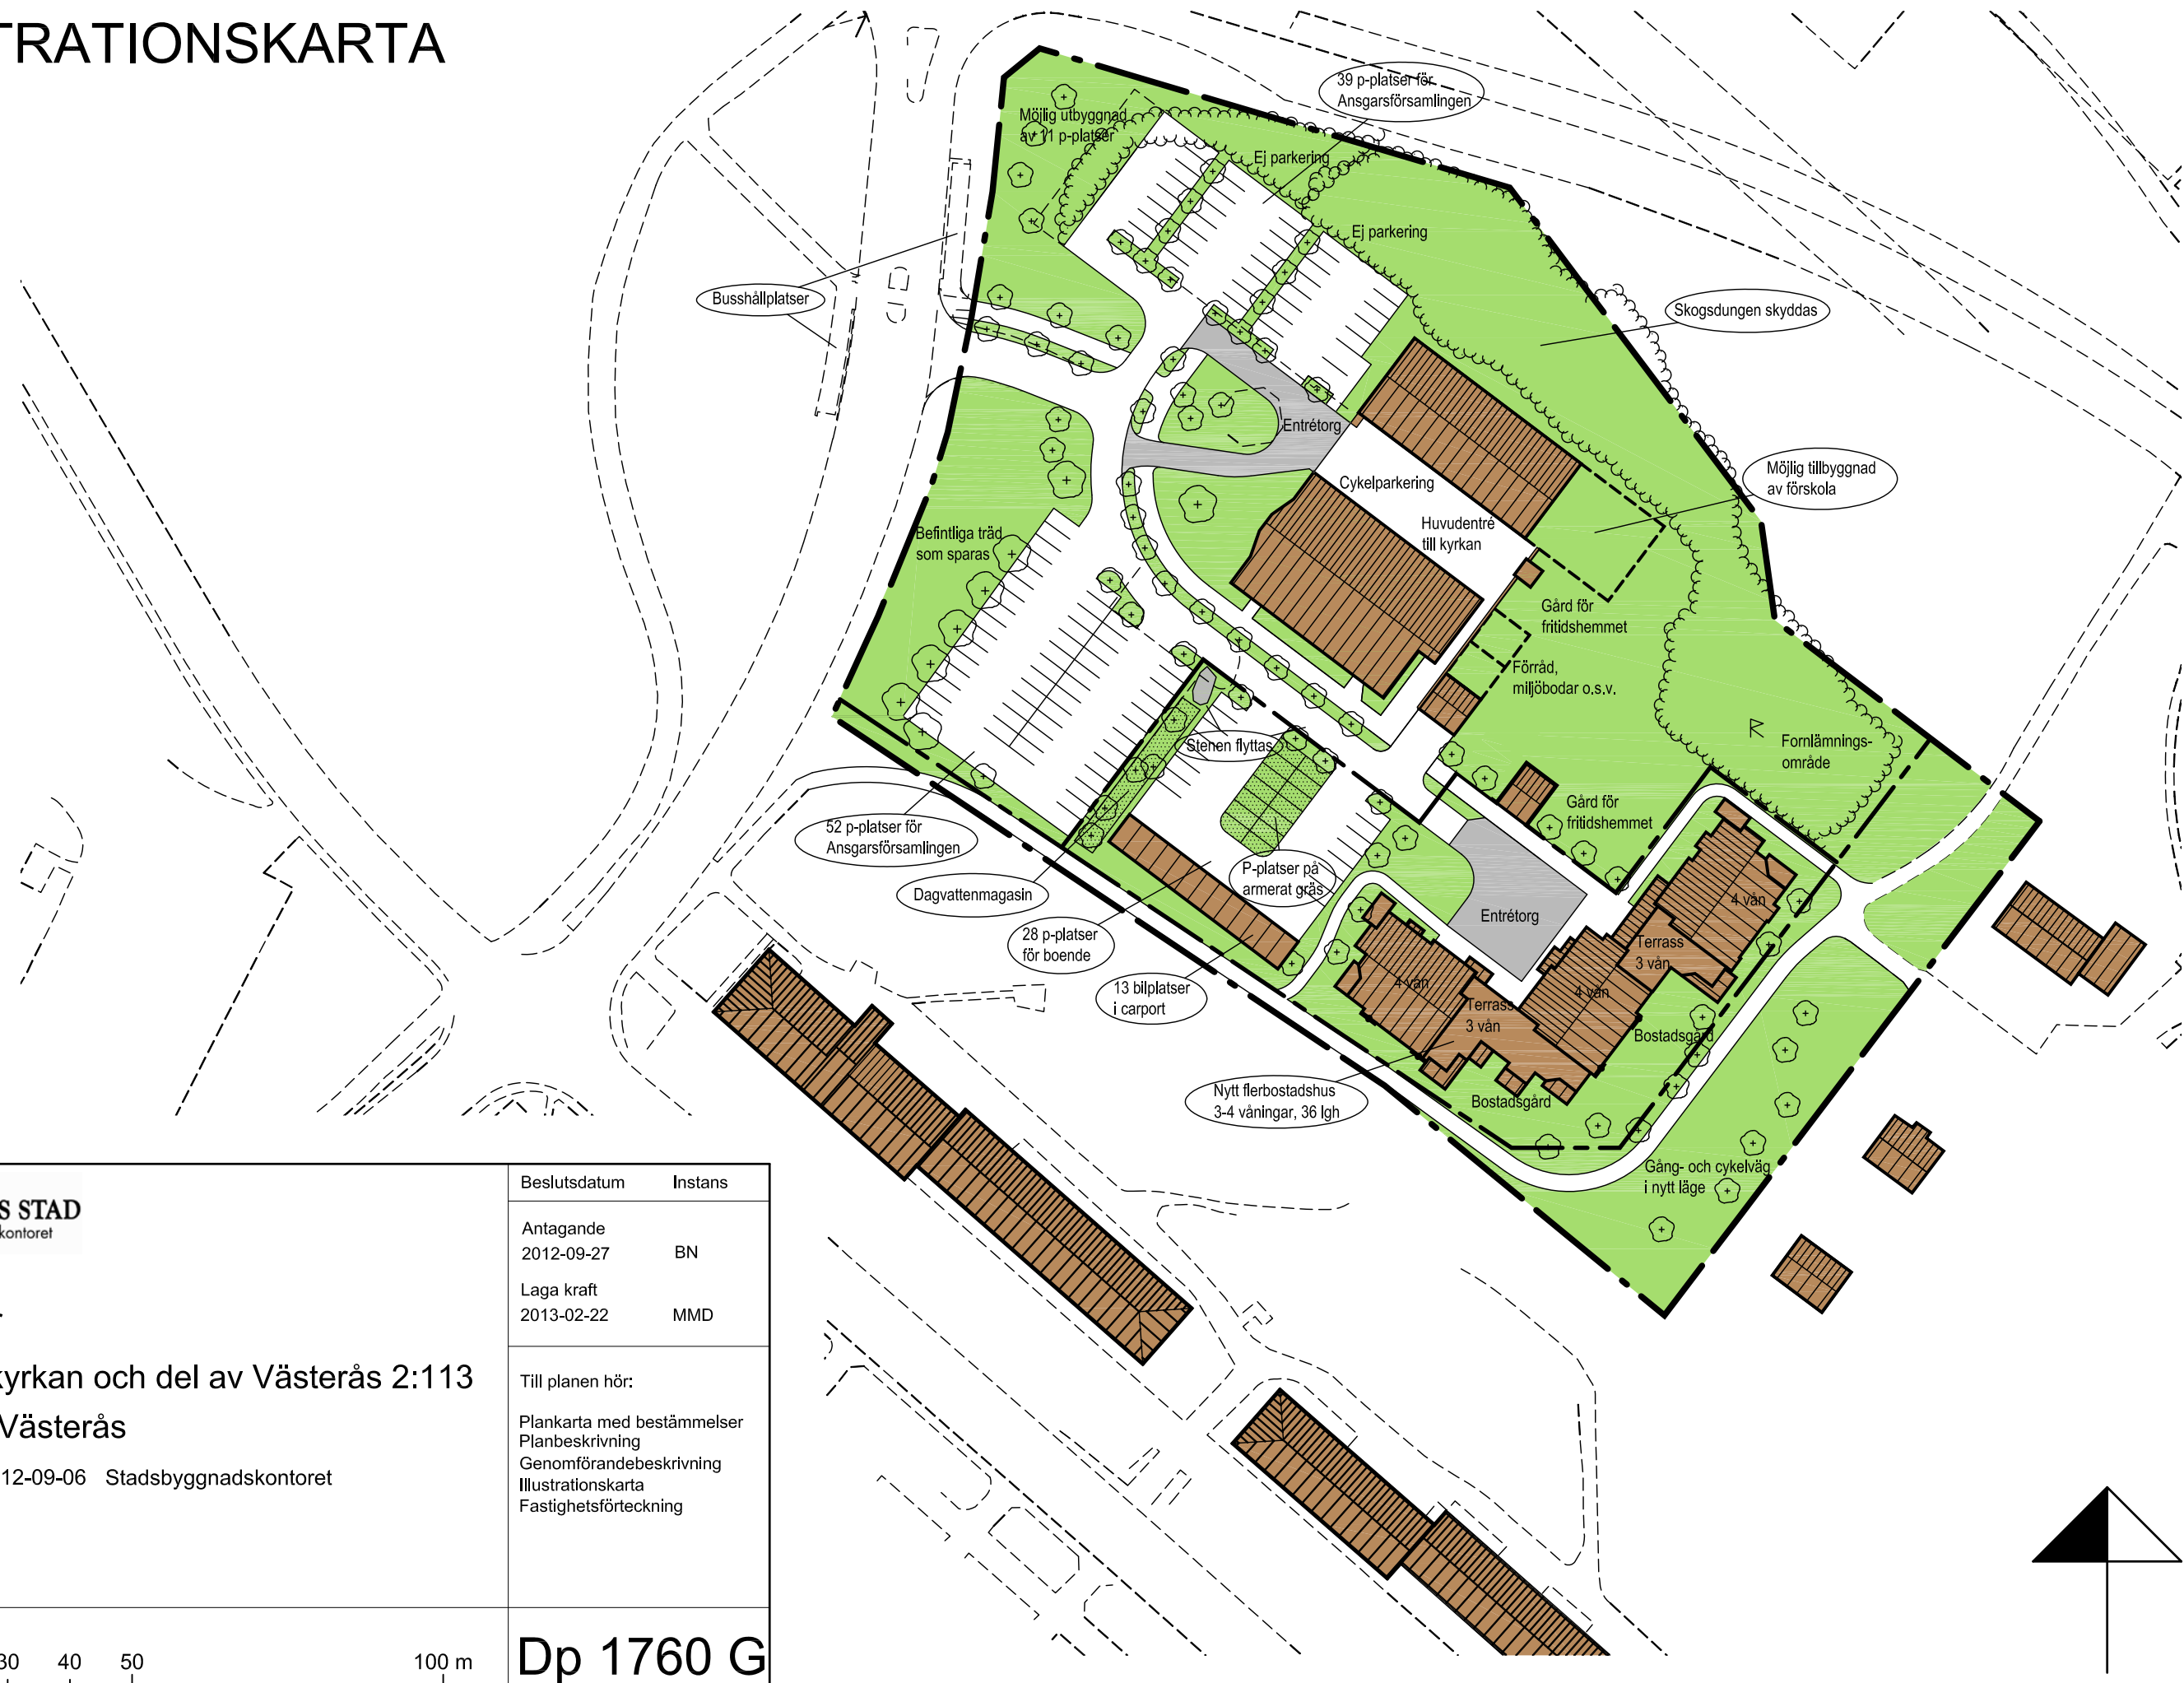 TRATIONSKARTA
39 p-platser för
Ansgarsförsamlingen
Möjlig utbyggnad
av 11 p-platser
Ej parkering
Ej parkering
Busshållplatser
Skogsdungen skyddas
Entrétorg
Cykelparkering
Möjlig tillbyggnad
av förskola
Huvudentré
till kyrkan
Befintliga träd
som sparas
Gård för
fritidshemmet
Förråd,
miljöbodar o.s.v.
Stenen flyttas
R
Fornlämnings-
område
52 p-platser för
Ansgarsförsamlingen
Gård för
fritidshemmet
Dagvattenmagasin
P-platser på
armerat gräs
Entrétorg
4 vån
28 p-platser
för boende
Terrass
3 vån
13 bilplatser
i carport
4 vån
4 vån
Terrass
3 vån
Bostadsgård
Nytt flerbostadshus
3-4 våningar, 36 lgh
Bostadsgård
Gång- och cykelväg
i nytt läge
S STAD
kontoret
Beslutsdatum Instans
Antagande
2012-09-27 BN
Laga kraft
2013-02-22 MMD
kyrkan och del av Västerås 2:113
Västerås
12-09-06 Stadsbyggnadskontoret
Till planen hör:
Plankarta med bestämmelser
Planbeskrivning
Genomförandebeskrivning
Illustrationskarta
Fastighetsförteckning
30 40 50 100 m
Dp 1760 G